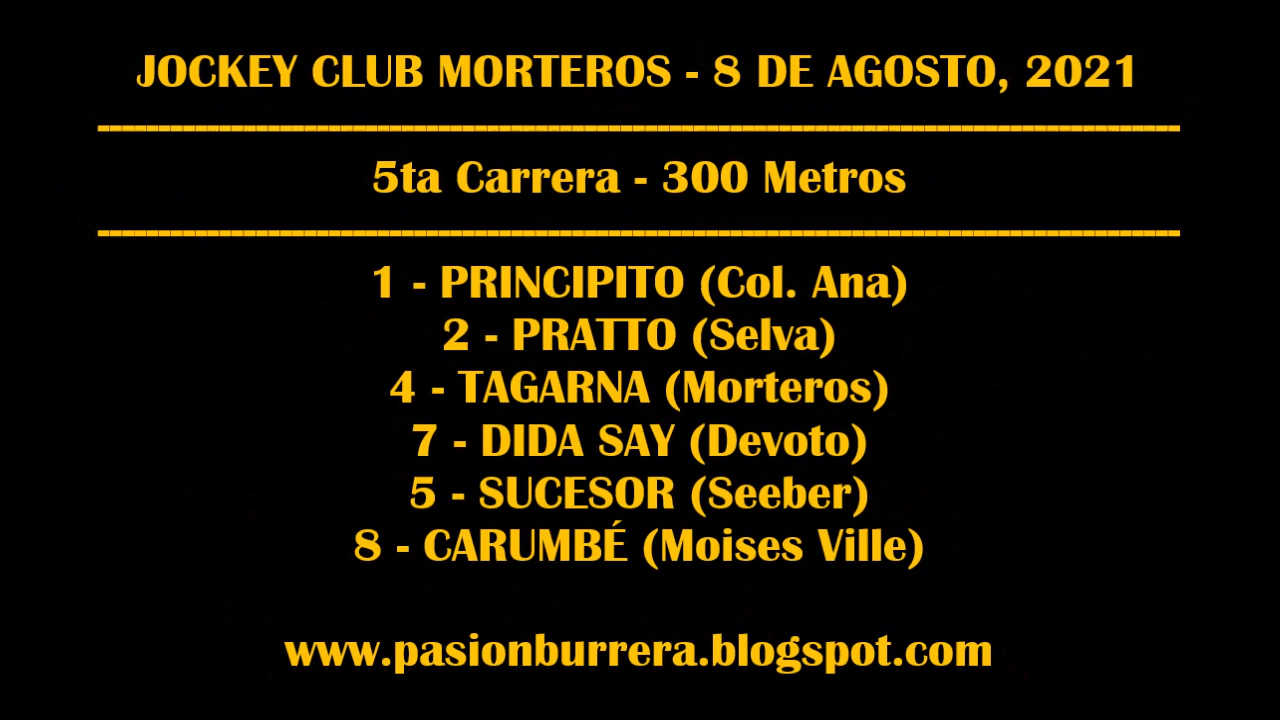 JOCKEY CLUB MORTEROS - 8 DE AGOSTO, 2021
5ta Carrera - 300 Metros
1 - PRINCIPITO (Col. Ana)
2 - PRATTO (Selva)
4 - TAGARNA (Morteros)
7 - DIDA SAY (Devoto)
5 - SUCESOR (Seeber)
8 - CARUMBÉ (Moises Ville)
www.pasionburrera.blogspot.com